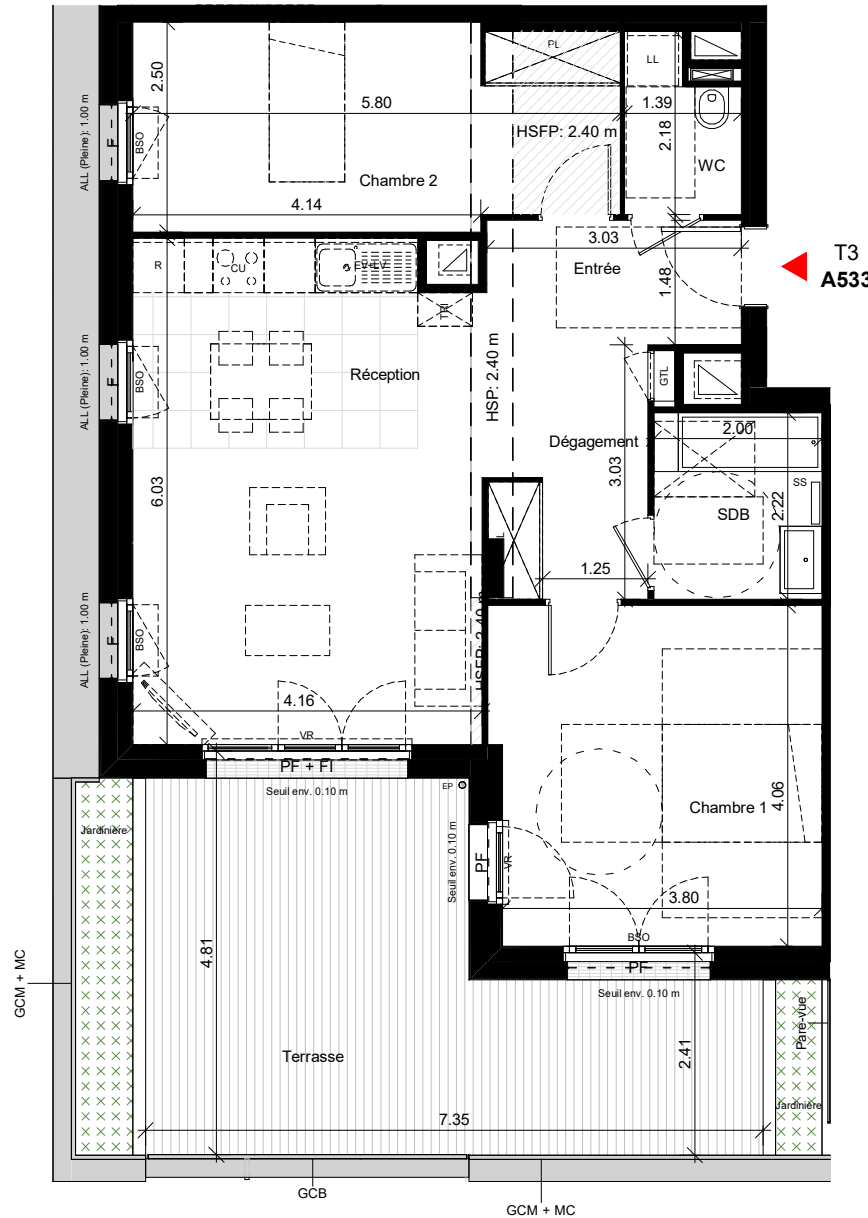 PL
LL
2.50
5.80
1.39
ALL (Pleine): 1.00 m
F
BSO
HSFP: 2.40 m
2.18
WC
Chambre 2
4.14
3.03
Entrée
T3
A533
R
CU
EV+LV
1.48
TRI
ALL (Pleine): 1.00 m
F
BSO
Réception
HSP: 2.40 m
GTL
Dégagement
2.00
3.03
6.03
SS
SDB
2.22
1.25
ALL (Pleine): 1.00 m
F
BSO
HSFP: 2.40 m
4.16
VR
PF + FI
Seuil env. 0.10 m
EP
Chambre 1
4.06
Jardinière
Seuil env. 0.10 m
PF
VR
3.80
BSO
PF
Seuil env. 0.10 m
4.81
GCM + MC
Pare-vue
Terrasse
2.41
Jardinière
7.35
GCB
GCM + MC